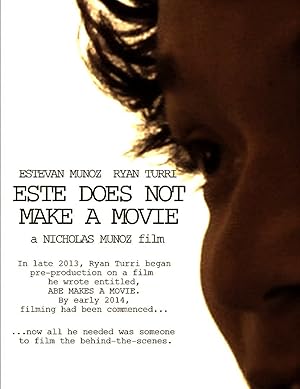 ESTEVAN MUNOZ RYAN TURRI
ESTE DOES NOT
MAKE A MOVIE
a NICHOLAS MUNOZ film
In late 2013, Ryan Turri began
pre-production on a film
he wrote entitled,
ABE MAKES A MOVIE.
By early 2014,
filming had been commenced...
...now all he needed was someone
to film the behind-the-scenes.